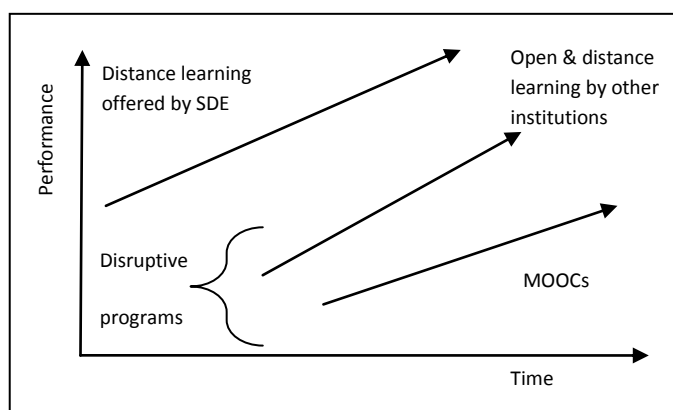 Performance
Distance learning
offered by SDE
Open & distance
learning by other
institutions
Disruptive
programs
MOOCs
Time